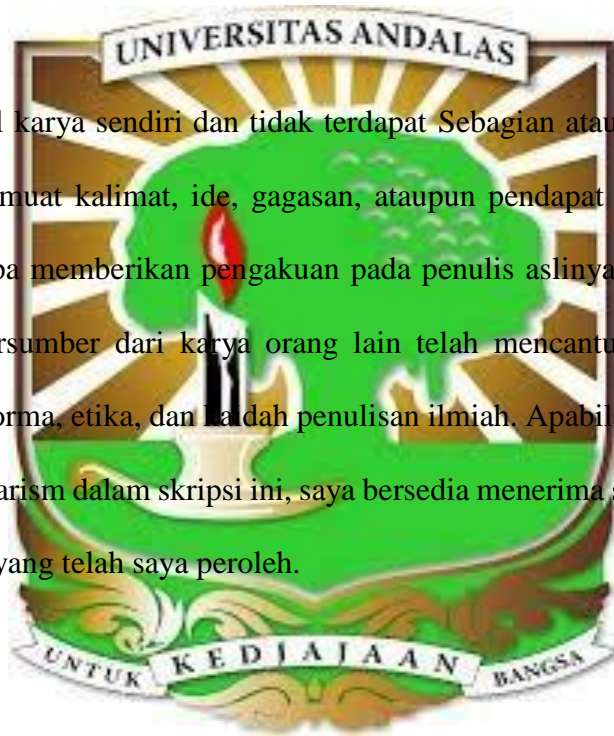 UNIVERSITAS ANDALAS
karya sendiri dan tidak terdapat Sebagian atau
muat kalimat, ide, gagasan, ataupun pendapat
memberikan pengakuan pada penulis aslinya
rsumber dari karya orang lain telah mencantu
orma, etika, dan kaidah penulisan ilmiah. Apabil
arism dalam skripsi ini, saya bersedia menerima s
yang telah saya peroleh.
UNTUK KEDJAJAAN BANGSA